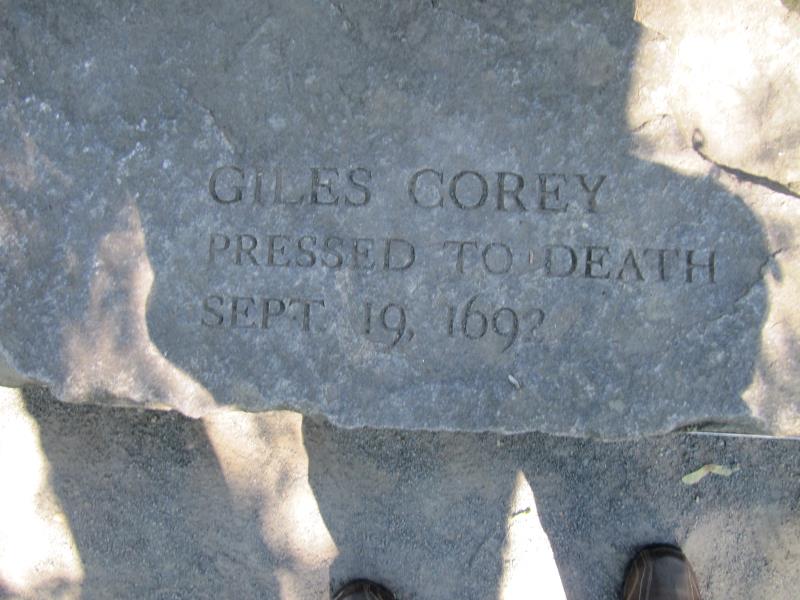 GILES COREY
PRESSED TO DEATH
SEPT. 19, 1692